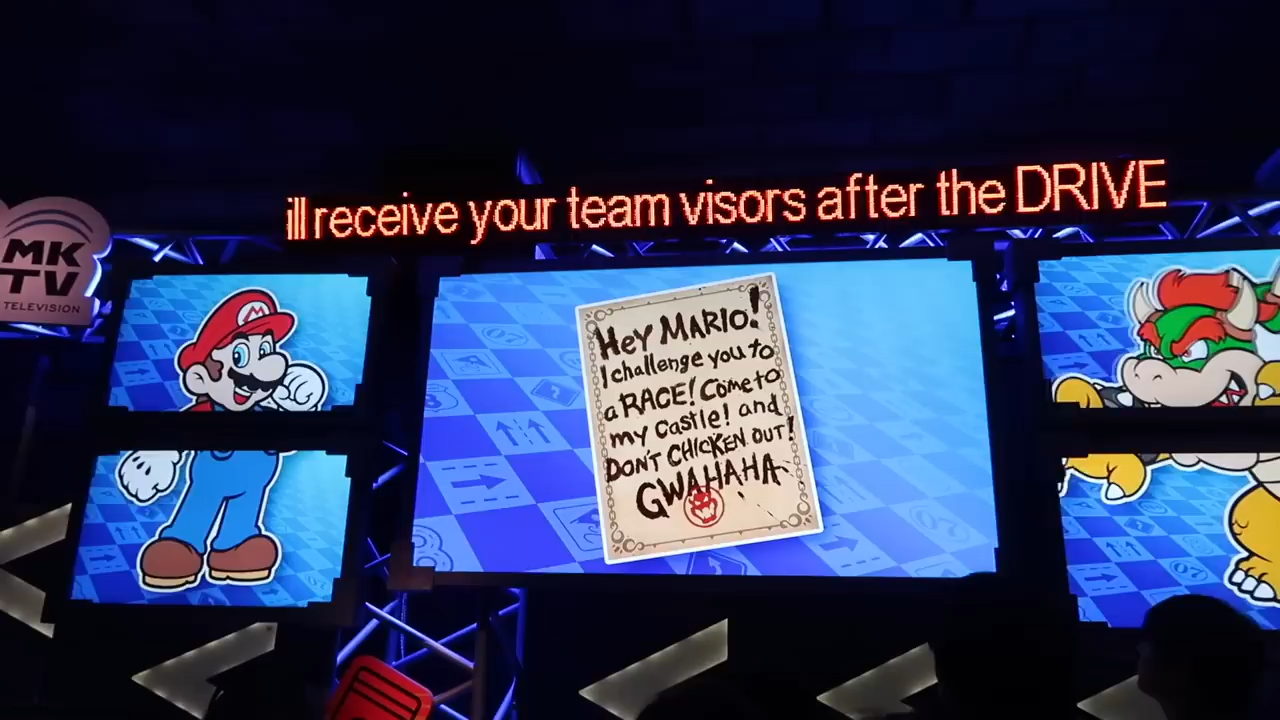 ill receive your team visors after the DRIVE
MK
TV
TELEVISION
Hey MARIO!
I challenge you to
a RACE! Come to
my castle! and
DON'T CHICKEN OUT!
GWAHAHA
M